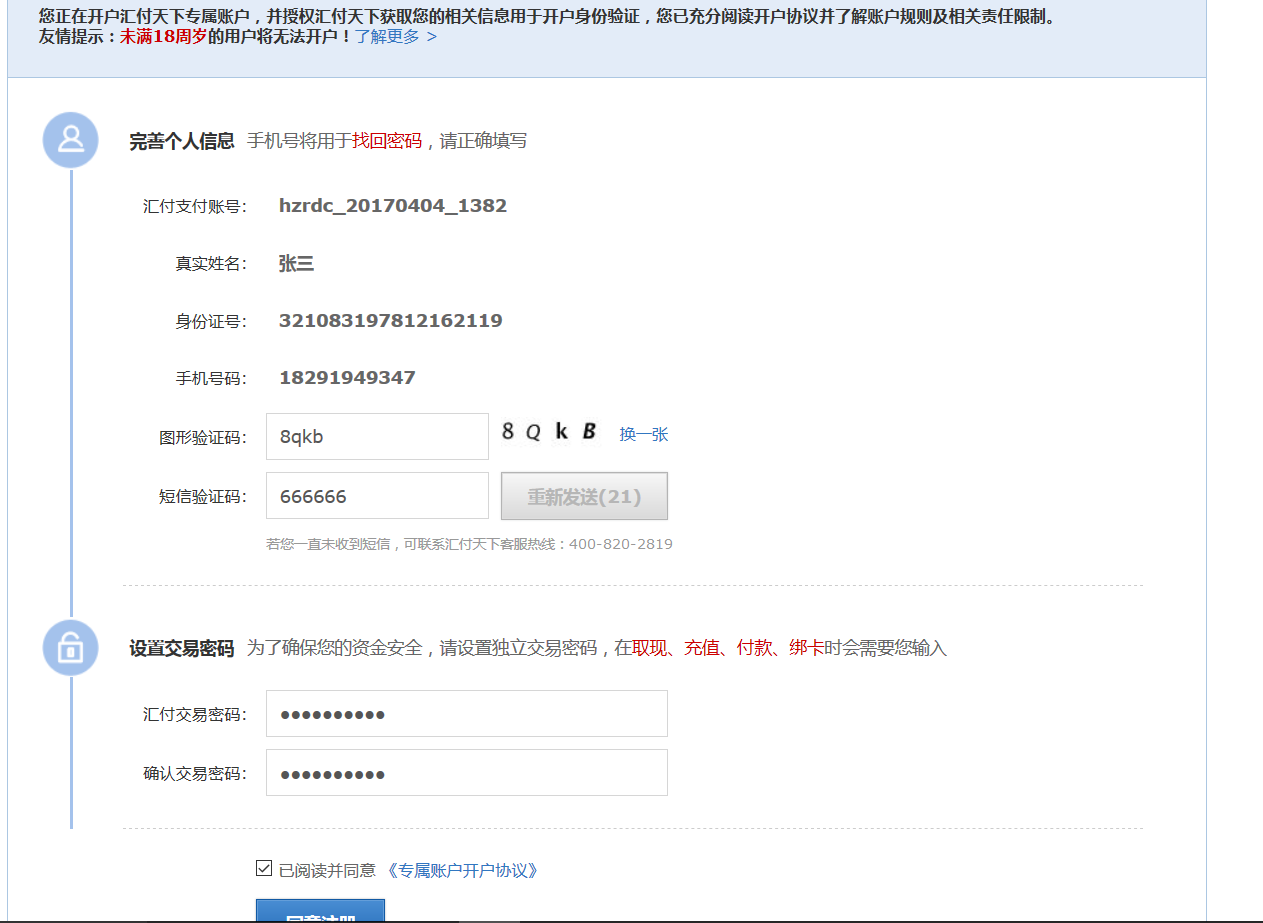 您正在开户汇付天下专属账户，并授权汇付天下获取您的相关信息用于开户身份验证，您已充分阅读开户协议并了解账户规则及相关责任限制。
友情提示：未满18周岁的用户将无法开户！了解更多 >
完善个人信息 手机号将用于找回密码，请正确填写
汇付支付账号： hzrdc_20170404_1382
真实姓名： 张三
身份证号： 321083197812162119
手机号码： 18291949347
图形验证码： 8qkb 8 Q k B 换一张
短信验证码： 666666 重新发送(21)
若您一直未收到短信，可联系汇付天下客服热线：400-820-2819
设置交易密码 为了确保您的资金安全，请设置独立交易密码，在取现、充值、付款、绑卡时会需要您输入
汇付交易密码： ●●●●●●●●●●
确认交易密码： ●●●●●●●●●●
已阅读并同意 《专属账户开户协议》
同意注册